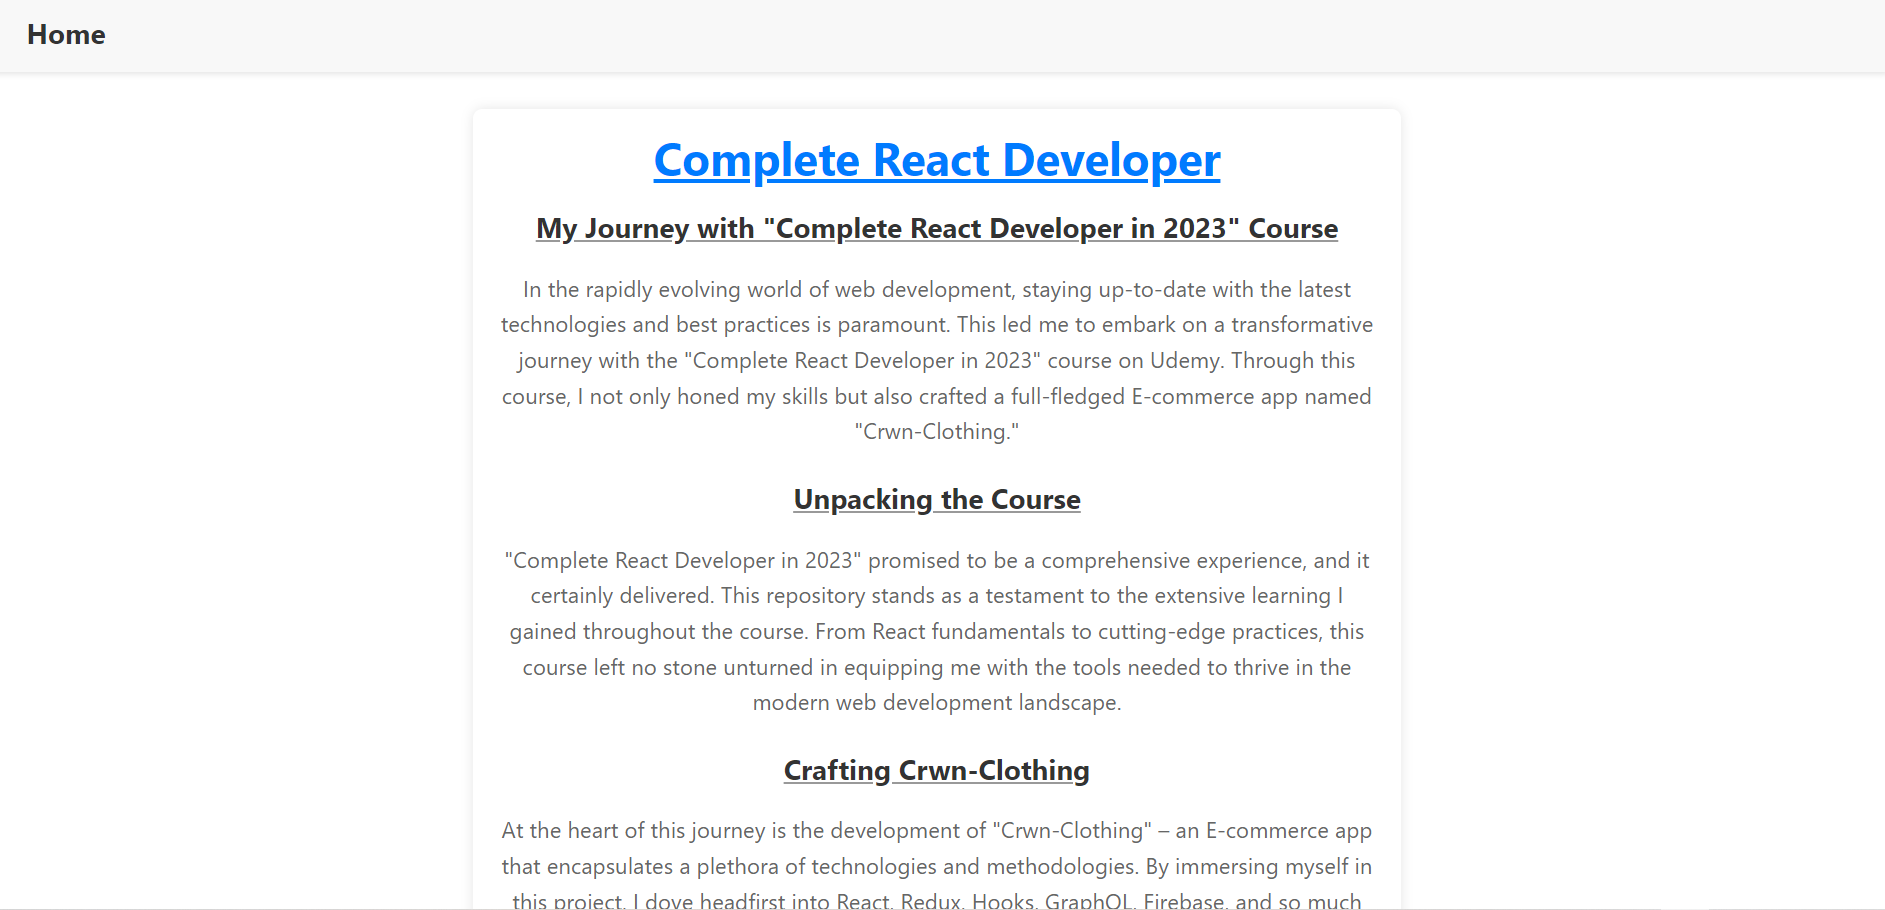 Home
Complete React Developer
My Journey with "Complete React Developer in 2023" Course
In the rapidly evolving world of web development, staying up-to-date with the latest
technologies and best practices is paramount. This led me to embark on a transformative
journey with the "Complete React Developer in 2023" course on Udemy. Through this
course, I not only honed my skills but also crafted a full-fledged E-commerce app named
"Crwn-Clothing."
Unpacking the Course
"Complete React Developer in 2023" promised to be a comprehensive experience, and it
certainly delivered. This repository stands as a testament to the extensive learning I
gained throughout the course. From React fundamentals to cutting-edge practices, this
course left no stone unturned in equipping me with the tools needed to thrive in the
modern web development landscape.
Crafting Crwn-Clothing
At the heart of this journey is the development of "Crwn-Clothing" – an E-commerce app
that encapsulates a plethora of technologies and methodologies. By immersing myself in
this project, I dove headfirst into React, Redux, Hooks, GraphQL, Firebase, and so much